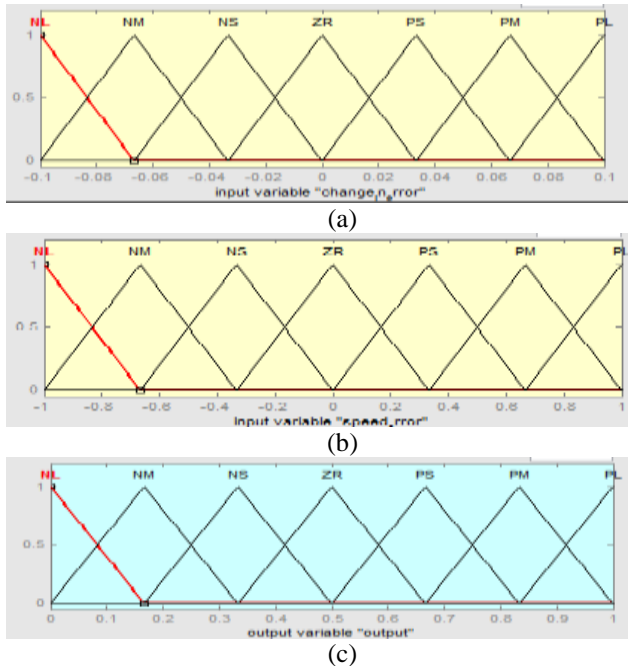 NL NM NS ZR PS PM PL
1
0.5
0
-0.1 -0.08 -0.06 -0.04 -0.02 0 0.02 0.04 0.06 0.08 0.1
input variable "change_in_error"
(a)
NL NM NS ZR PS PM PL
1
0.5
0
-1 -0.8 -0.6 -0.4 -0.2 0 0.2 0.4 0.6 0.8 1
input variable "speed_error"
(b)
NL NM NS ZR PS PM PL
1
0.5
0
0 0.1 0.2 0.3 0.4 0.5 0.6 0.7 0.8 0.9 1
output variable "output"
(c)